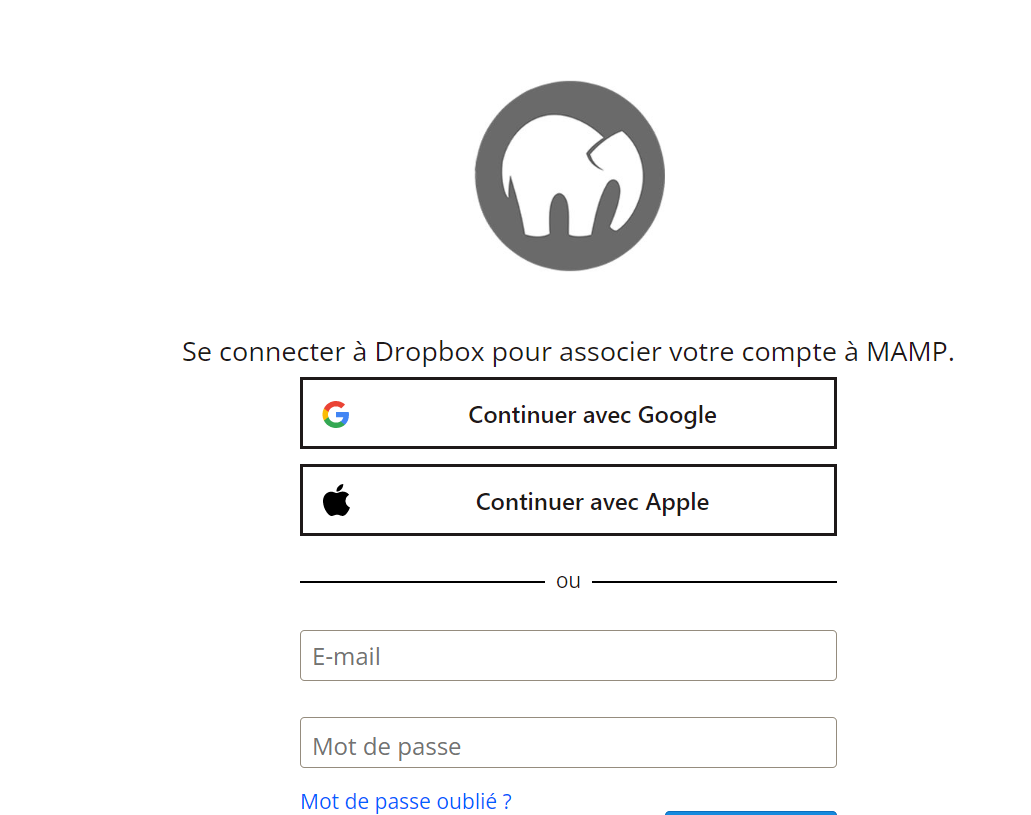 Se connecter à Dropbox pour associer votre compte à MAMP.
Continuer avec Google
Continuer avec Apple
ou
E-mail
Mot de passe
Mot de passe oublié ?